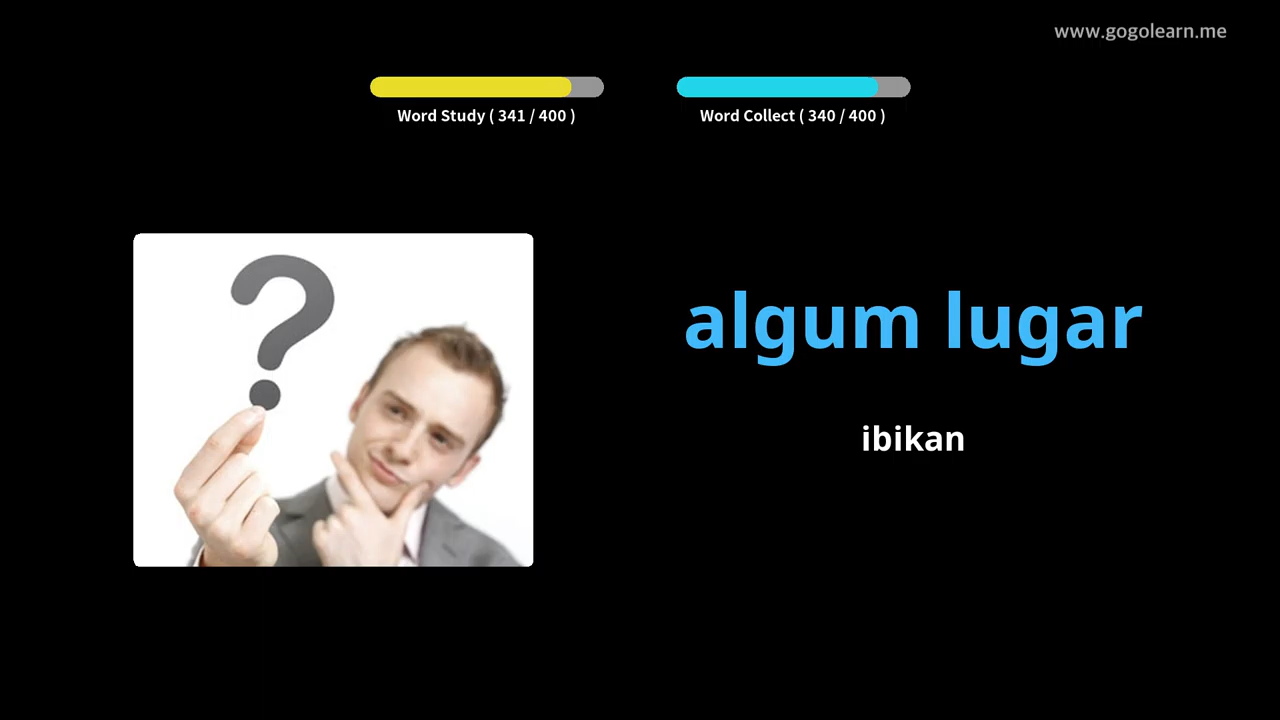 www.gogolearn.me
Word Study ( 341 / 400 )
Word Collect ( 340 / 400 )
?
algum lugar
ibikan